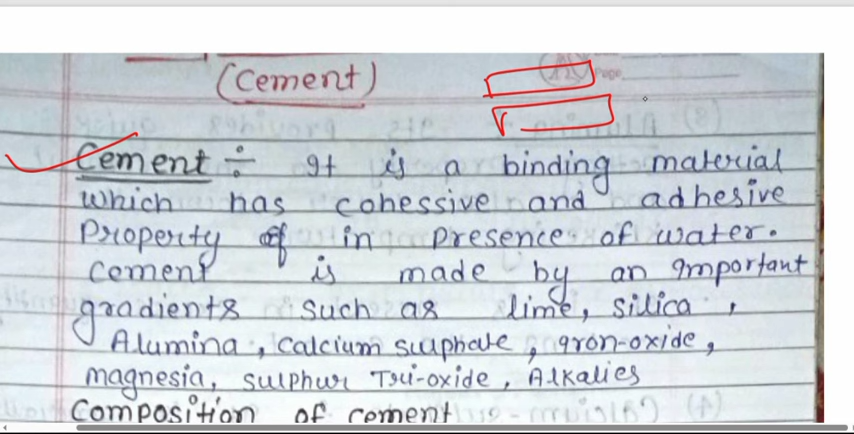 (Cement)
Cement ÷ It is a binding material
which has cohessive and adhesive
Property of in presence of water.
Cement is made by an important
gradients such as lime, silica,
Alumina, Calcium sulphate, Iron-oxide,
magnesia, sulphur Tri-oxide, Alkalies
Composition of cement